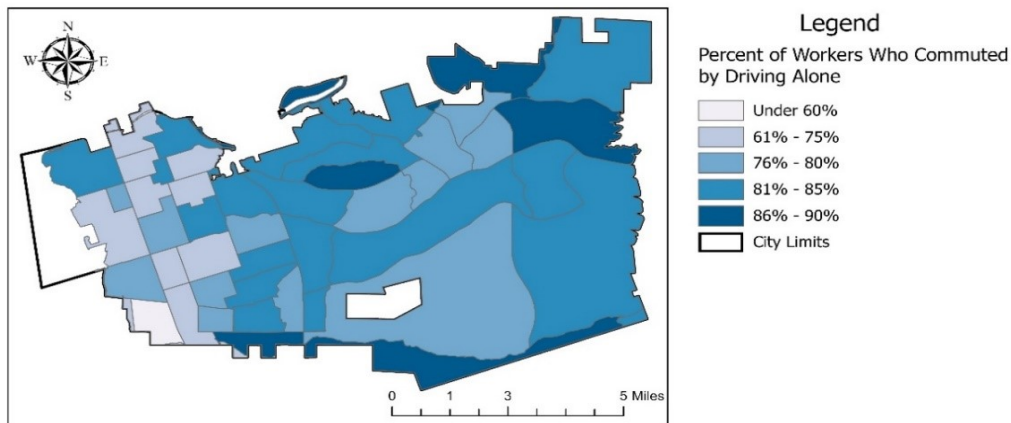 N
W E
S
0 1 3 5 Miles
Legend
Percent of Workers Who Commuted
by Driving Alone
Under 60%
61% - 75%
76% - 80%
81% - 85%
86% - 90%
City Limits